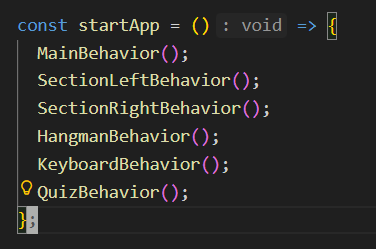 const startApp = () : void => {
MainBehavior();
SectionLeftBehavior();
SectionRightBehavior();
HangmanBehavior();
KeyboardBehavior();
QuizBehavior();
};